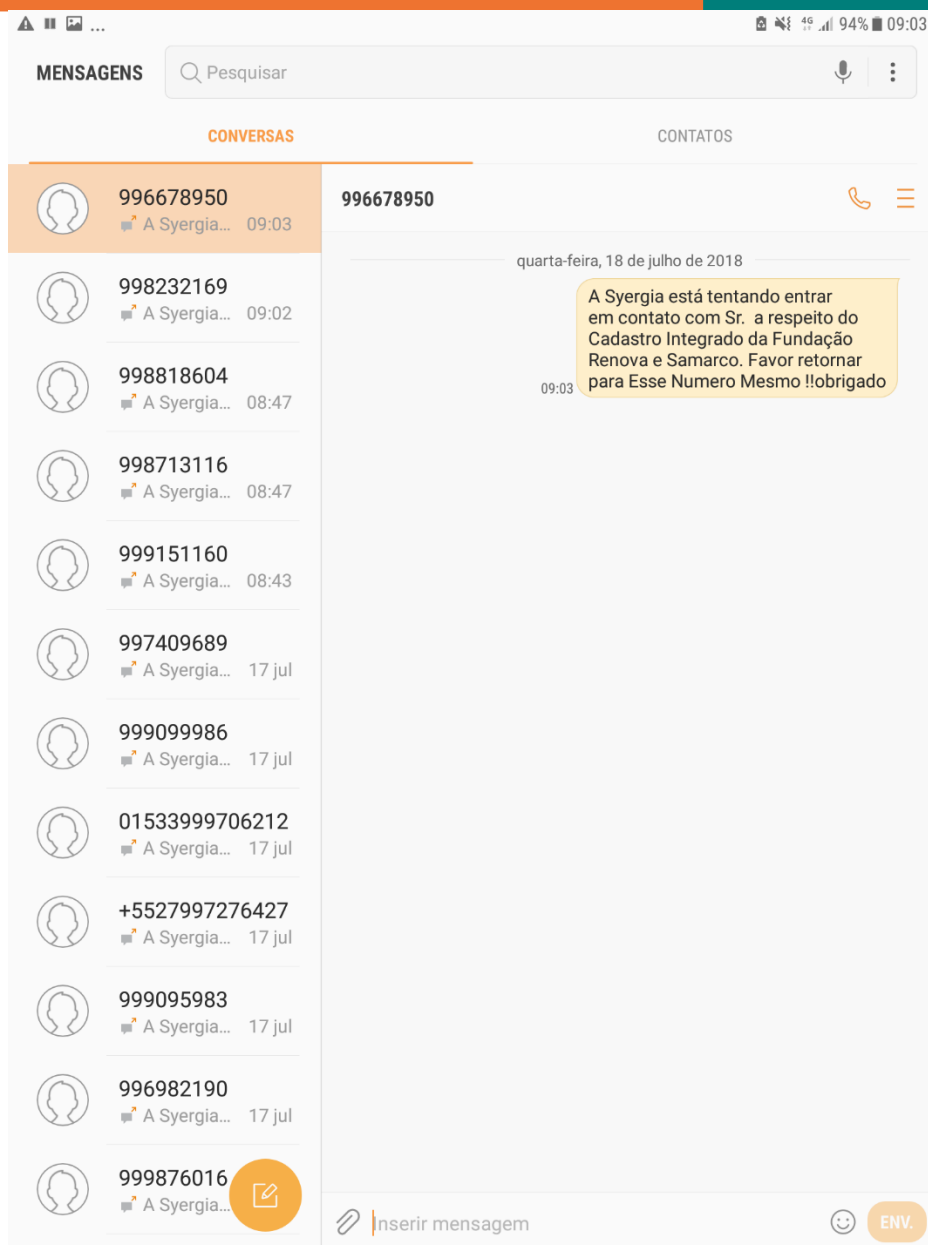 ... 4G 94% 09:03
MENSAGENS Pesquisar
CONVERSAS CONTATOS
996678950
A Syergia... 09:03
998232169
A Syergia... 09:02
998818604
A Syergia... 08:47
998713116
A Syergia... 08:47
999151160
A Syergia... 08:43
997409689
A Syergia... 17 jul
999099986
A Syergia... 17 jul
01533999706212
A Syergia... 17 jul
+5527997276427
A Syergia... 17 jul
999095983
A Syergia... 17 jul
996982190
A Syergia... 17 jul
999876016
A Syergia...
996678950
quarta-feira, 18 de julho de 2018
A Syergia está tentando entrar
em contato com Sr. a respeito do
Cadastro Integrado da Fundação
Renova e Samarco. Favor retornar
para Esse Numero Mesmo !!obrigado
09:03
Inserir mensagem
ENV.